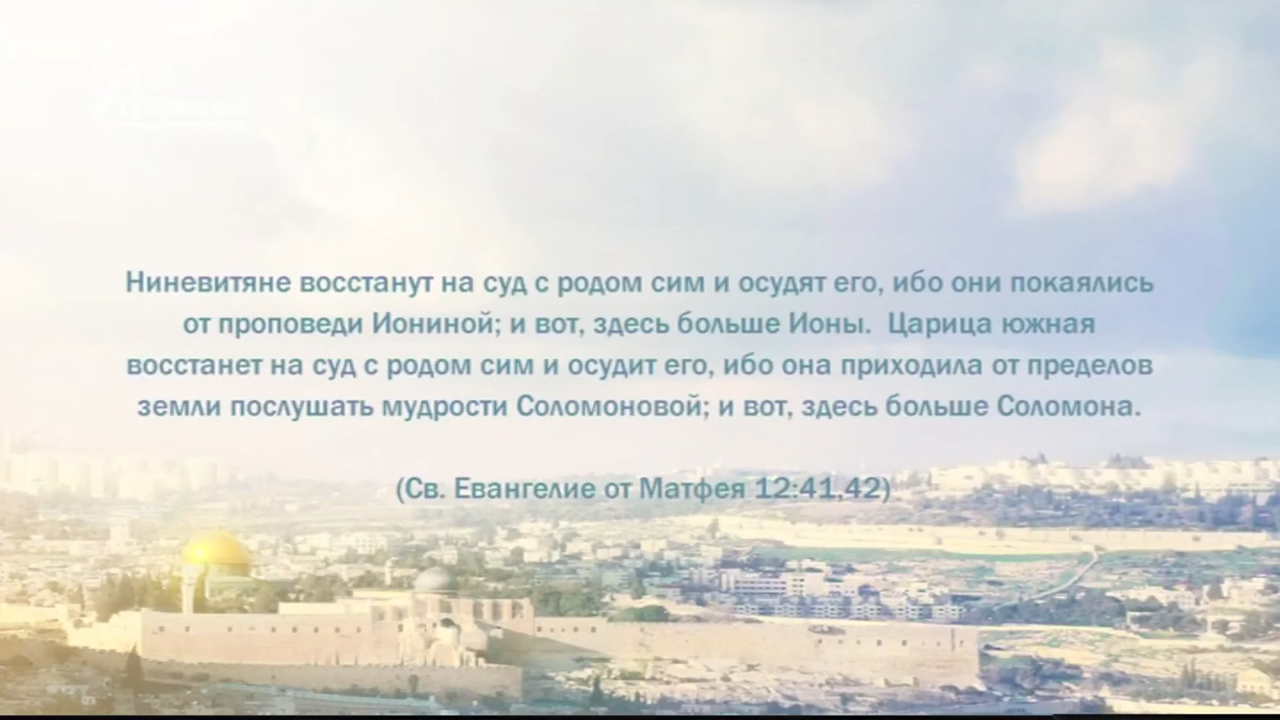 Ниневитяне восстанут на суд с родом сим и осудят его, ибо они покаялись
от проповеди Иониной; и вот, здесь больше Ионы.  Царица южная
восстанет на суд с родом сим и осудит его, ибо она приходила от пределов
земли послушать мудрости Соломоновой; и вот, здесь больше Соломона.
(Св. Евангелие от Матфея 12:41,42)